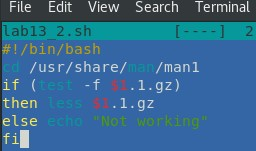 File Edit View Search Terminal
lab13_2.sh [----] 2
#!/bin/bash
cd /usr/share/man/man1
if (test -f $1.1.gz)
then less $1.1.gz
else echo "Not working"
fi